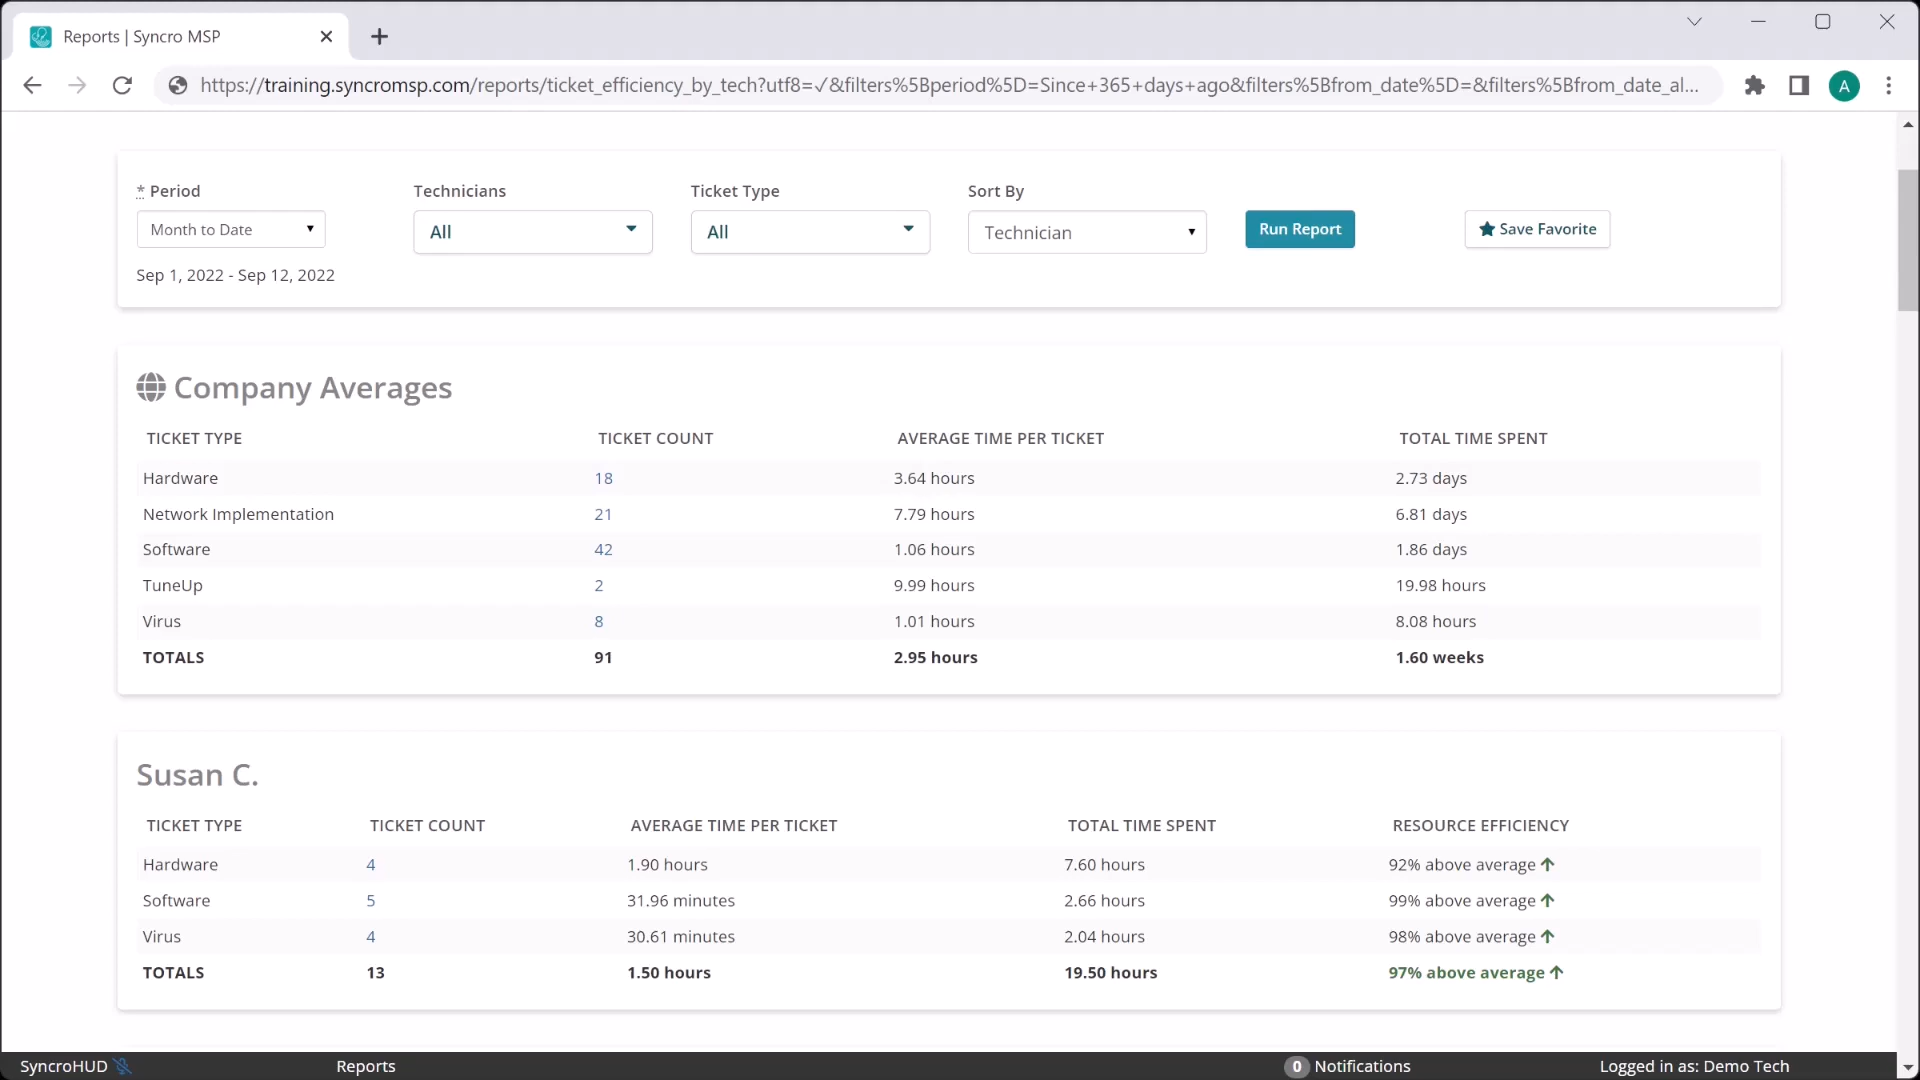 Reports | Syncro MSP
https://training.syncromsp.com/reports/ticket_efficiency_by_tech?utf8=✓&filters%5Bperiod%5D=Since+365+days+ago&filters%5Bfrom_date%5D=&filters%5Bfrom_date_al...
A
* Period Technicians Ticket Type Sort By
Month to Date All All Technician Run Report Save Favorite
Sep 1, 2022 - Sep 12, 2022
Company Averages
TICKET TYPE TICKET COUNT AVERAGE TIME PER TICKET TOTAL TIME SPENT
Hardware 18 3.64 hours 2.73 days
Network Implementation 21 7.79 hours 6.81 days
Software 42 1.06 hours 1.86 days
TuneUp 2 9.99 hours 19.98 hours
Virus 8 1.01 hours 8.08 hours
TOTALS 91 2.95 hours 1.60 weeks
Susan C.
TICKET TYPE TICKET COUNT AVERAGE TIME PER TICKET TOTAL TIME SPENT RESOURCE EFFICIENCY
Hardware 4 1.90 hours 7.60 hours 92% above average
Software 5 31.96 minutes 2.66 hours 99% above average
Virus 4 30.61 minutes 2.04 hours 98% above average
TOTALS 13 1.50 hours 19.50 hours 97% above average
SyncroHUD Reports 0 Notifications Logged in as: Demo Tech